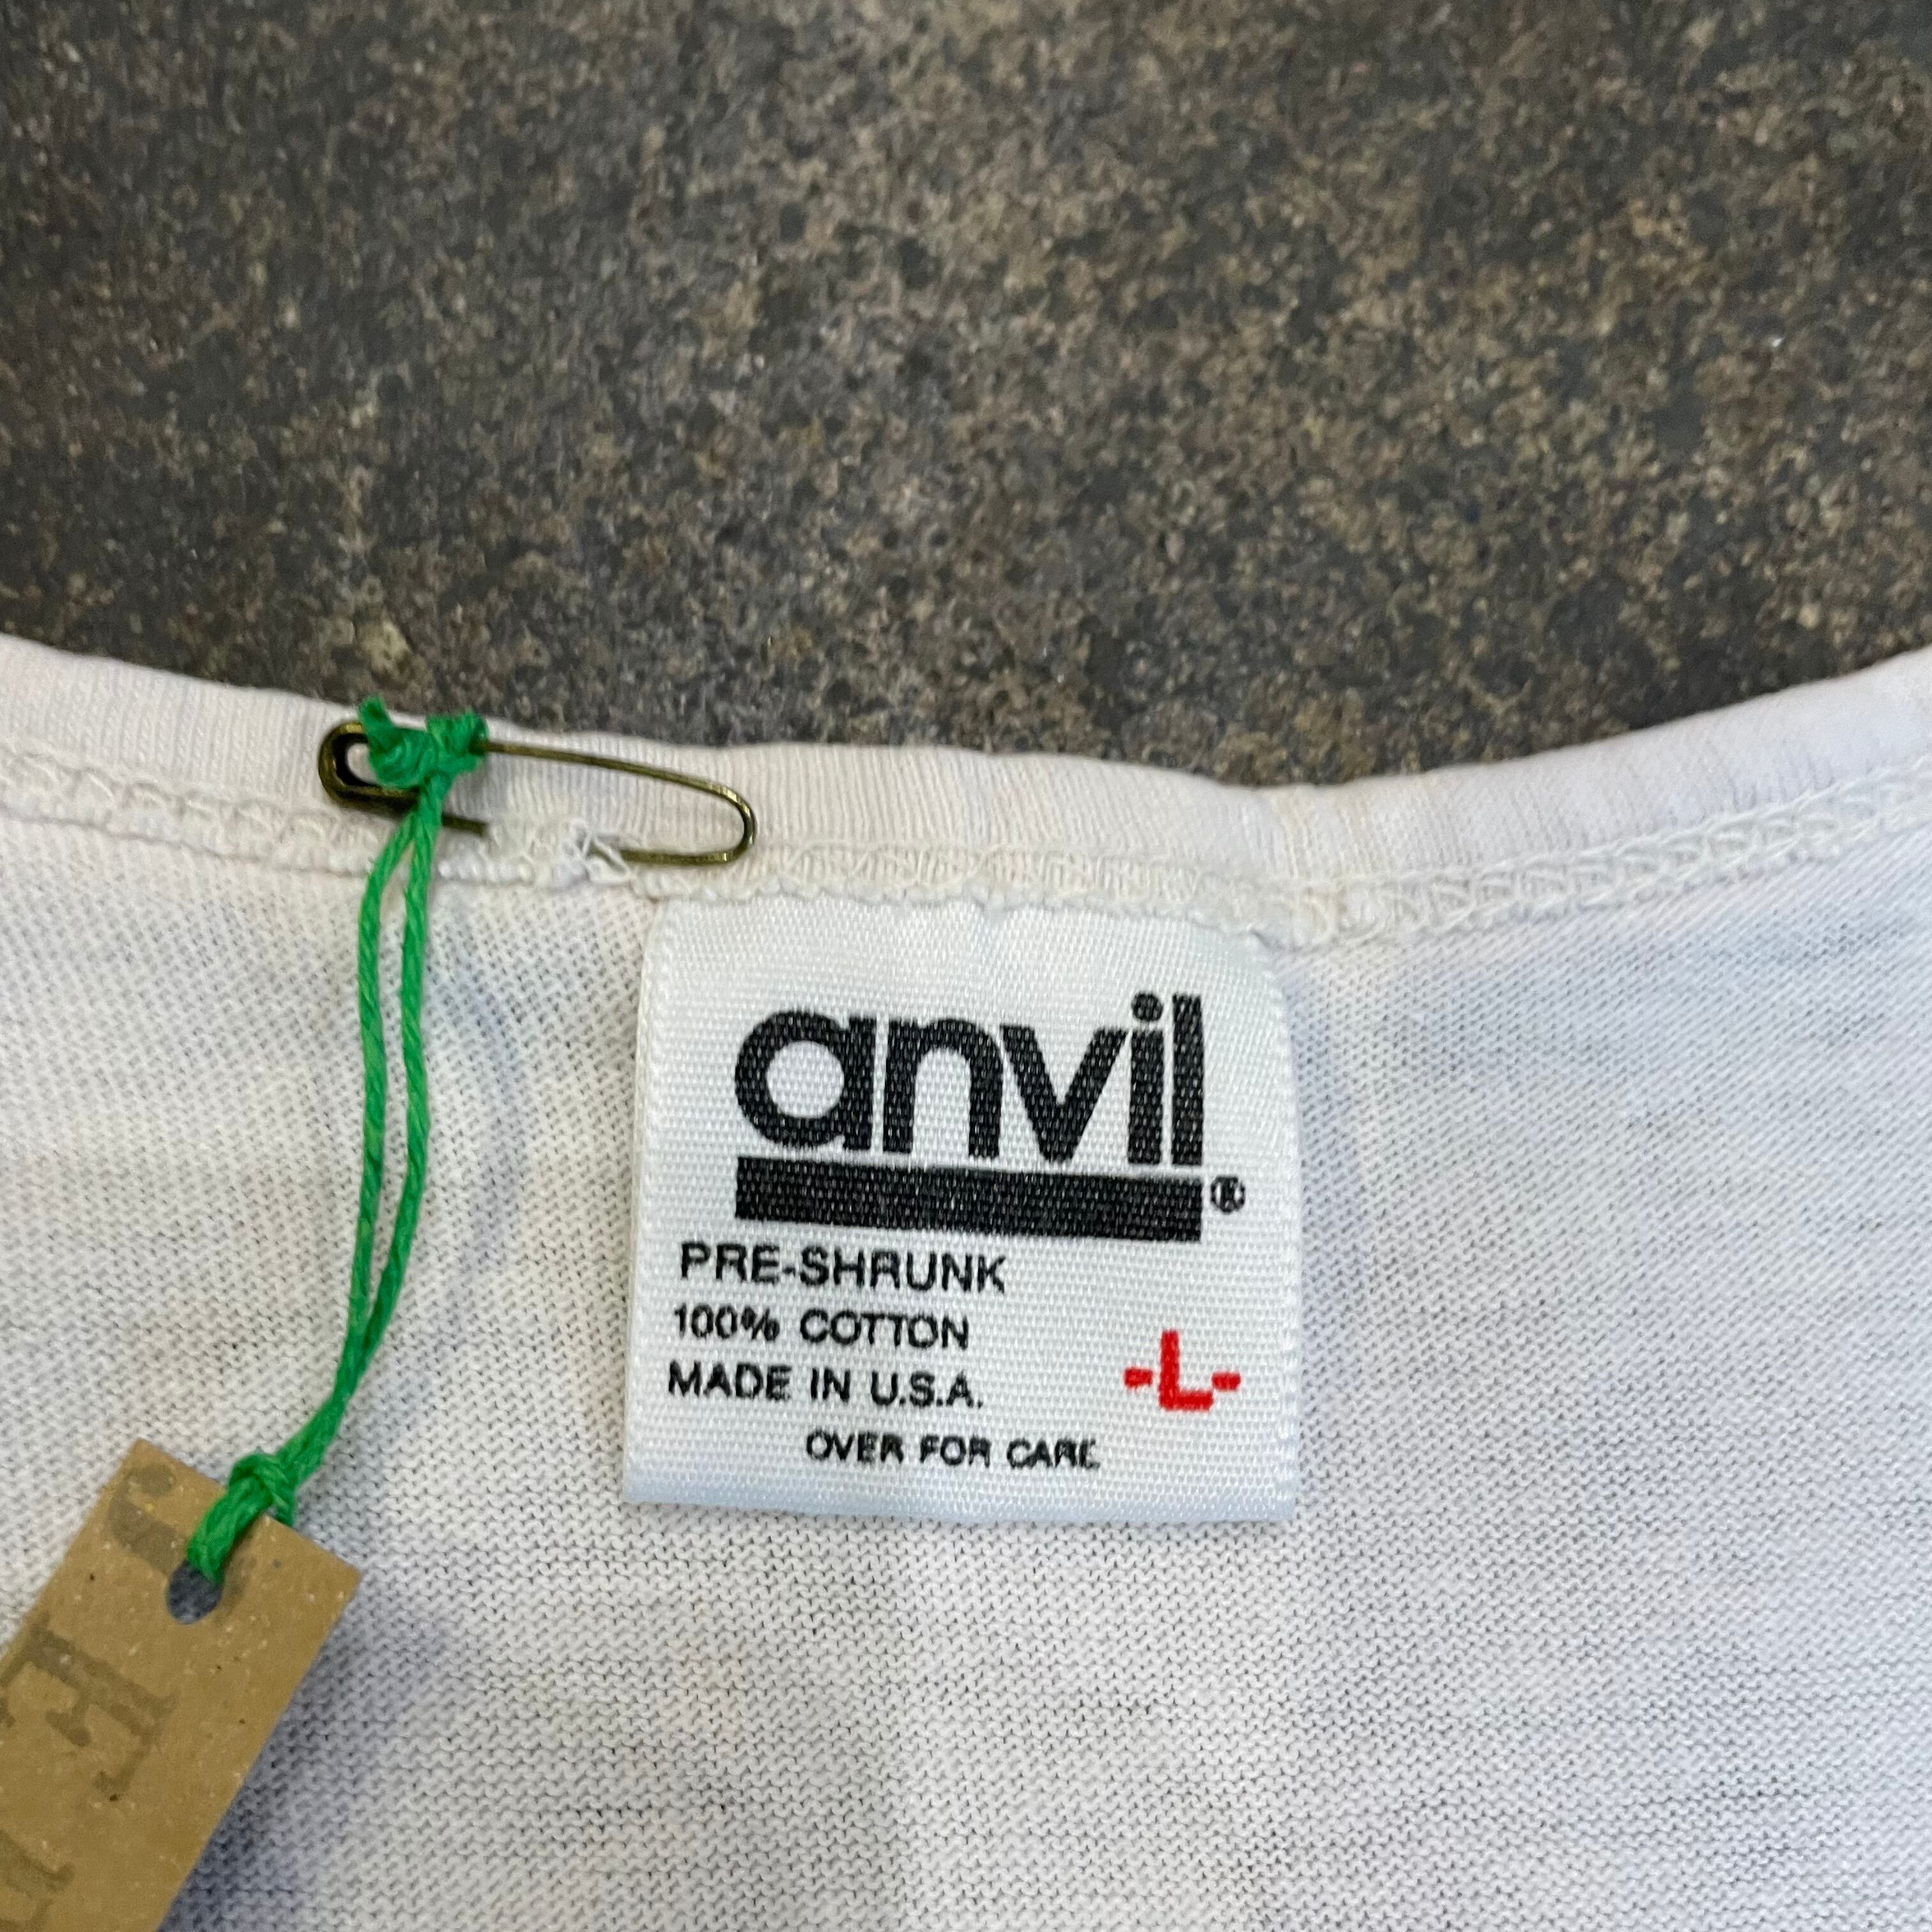 anvil®
PRE-SHRUNK
100% COTTON
MADE IN U.S.A.
-L-
OVER FOR CARE